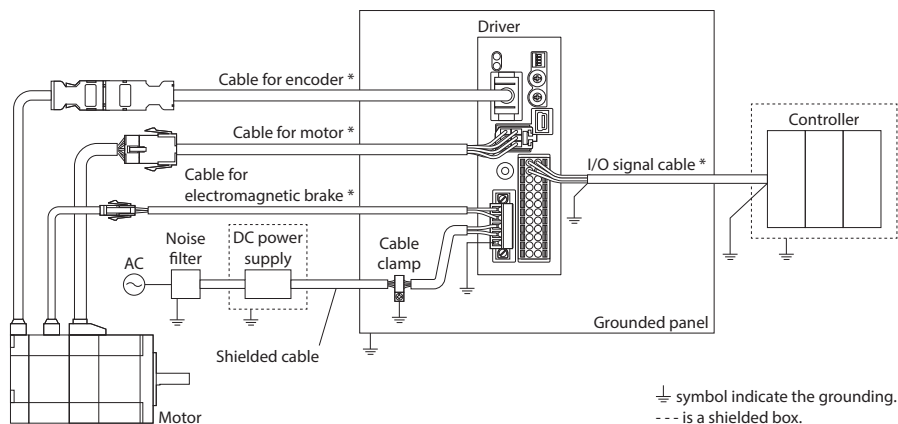 Driver
Cable for encoder *
Cable for motor *
Controller
I/O signal cable *
Cable for
electromagnetic brake *
Noise
filter
DC power
supply
Cable
clamp
AC
Grounded panel
Shielded cable
Motor
symbol indicate the grounding.
- - - is a shielded box.